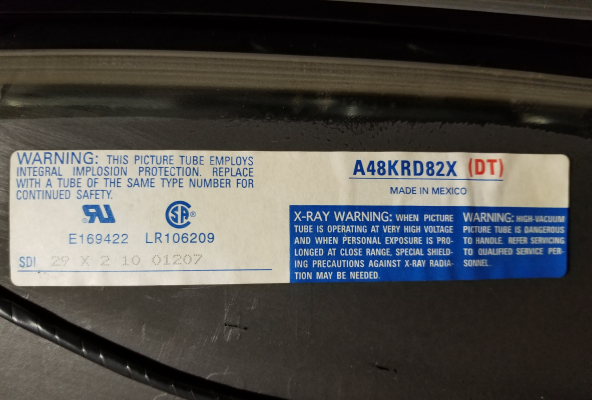 WARNING: THIS PICTURE TUBE EMPLOYS
INTEGRAL IMPLOSION PROTECTION. REPLACE
WITH A TUBE OF THE SAME TYPE NUMBER FOR
CONTINUED SAFETY.
E169422 LR106209
SDI 29 X 2 10 01207
A48KRD82X (DT)
MADE IN MEXICO
X-RAY WARNING: WHEN PICTURE
TUBE IS OPERATING AT VERY HIGH VOLTAGE
AND WHEN PERSONAL EXPOSURE IS PRO-
LONGED AT CLOSE RANGE, SPECIAL SHIELD-
ING PRECAUTIONS AGAINST X-RAY RADIA-
TION MAY BE NEEDED.
WARNING: HIGH-VACUUM
PICTURE TUBE IS DANGEROUS
TO HANDLE. REFER SERVICING
TO QUALIFIED SERVICE PER-
SONNEL.